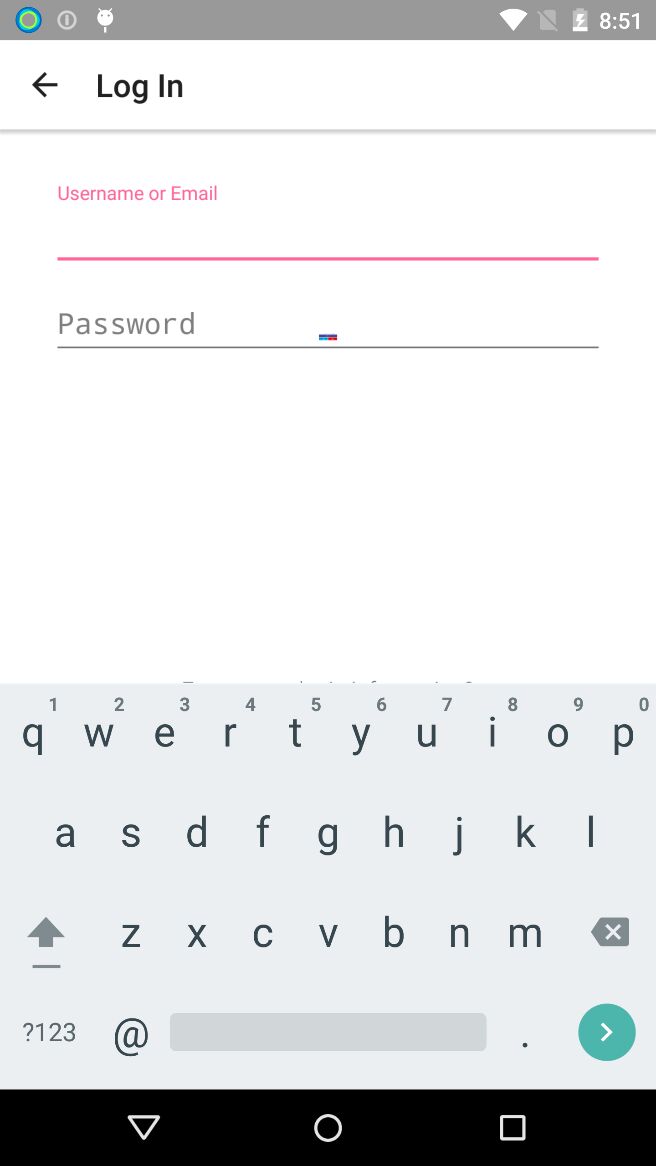 8:51
Log In
Username or Email
Password
1 2 3 4 5 6 7 8 9 0
q w e r t y u i o p
a s d f g h j k l
z x c v b n m
?123 @ .